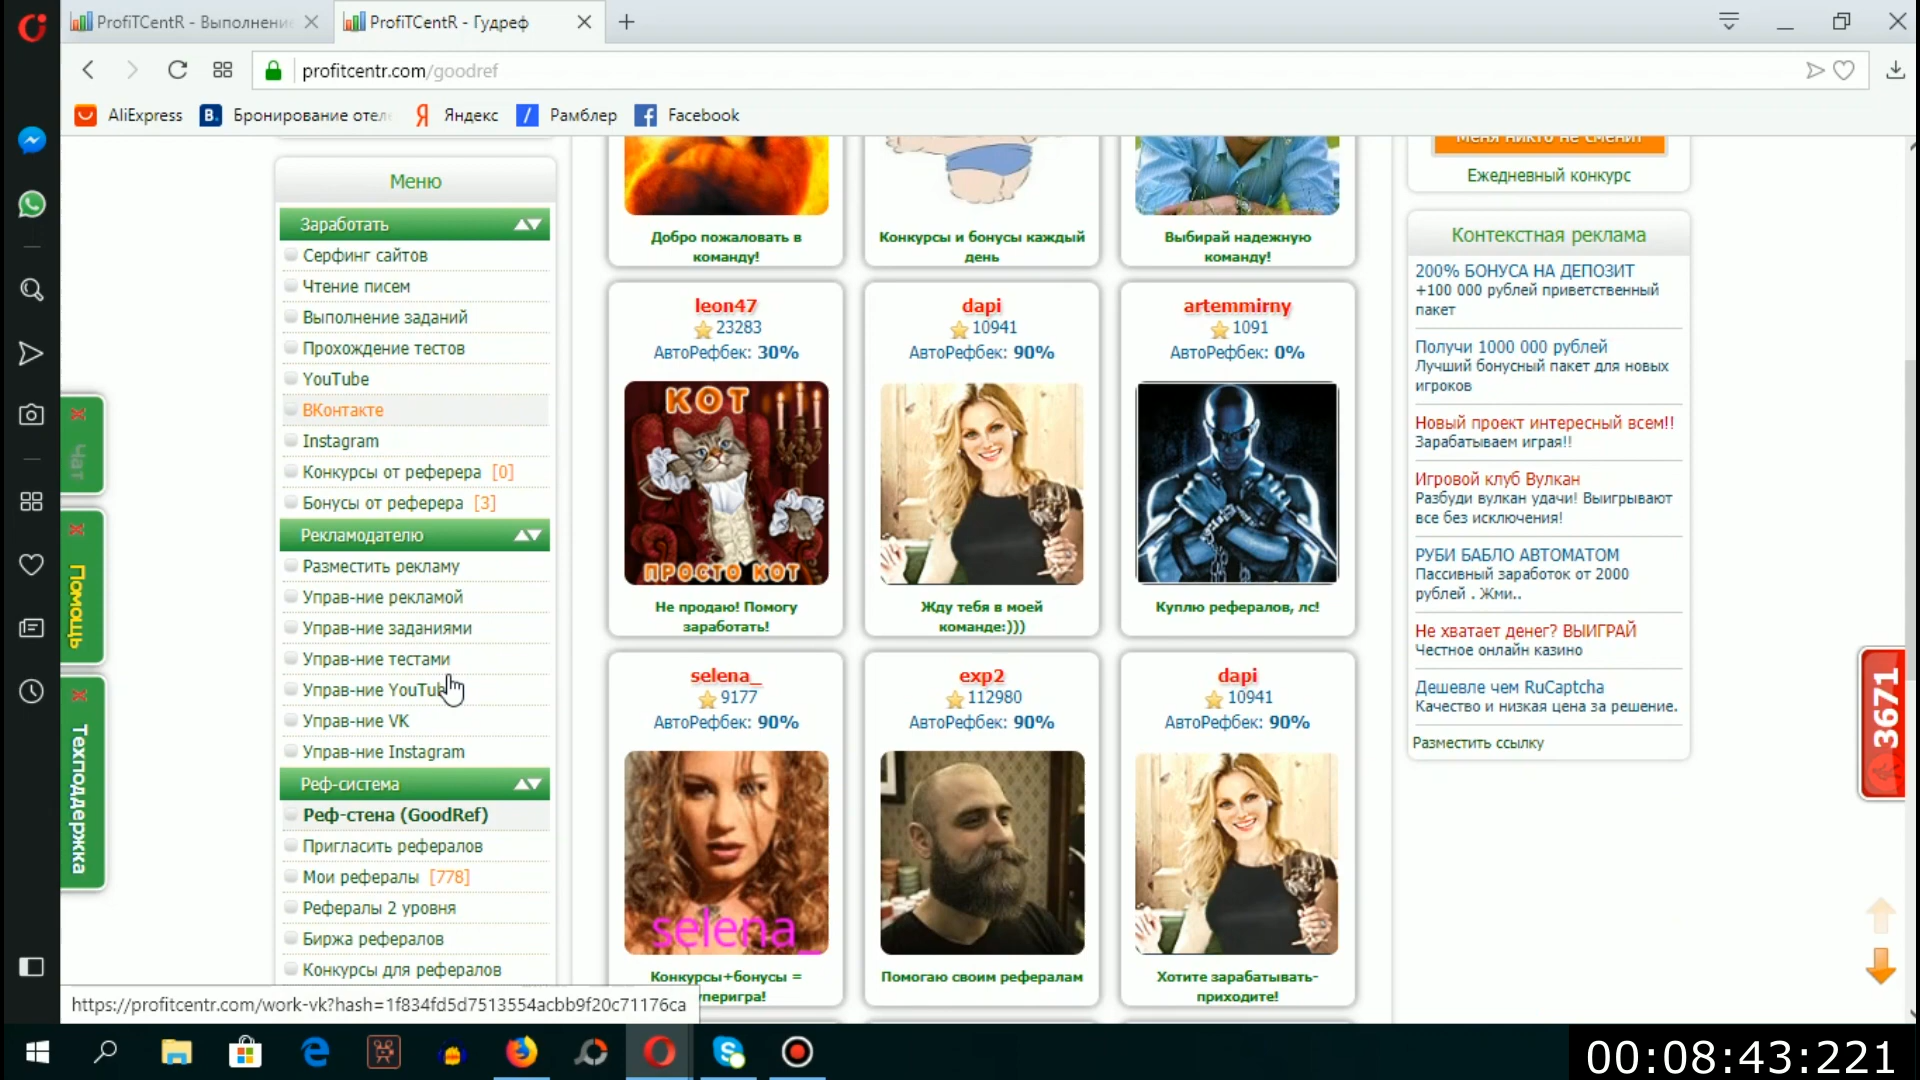 ProfiTCentR - Выполнени
ProfiTCentR - Гудреф
profitcentr.com/goodref
AliExpress
B.
Бронирование отел
Я
Яндекс
Рамблер
Facebook
Чат
Помощь
Техподдержка
Меню
Заработать
Серфинг сайтов
Чтение писем
Выполнение заданий
Прохождение тестов
YouTube
ВКонтакте
Instagram
Конкурсы от реферера [0]
Бонусы от реферера [3]
Рекламодателю
Разместить рекламу
Управ-ние рекламой
Управ-ние заданиями
Управ-ние тестами
Управ-ние YouTub
Управ-ние VK
Управ-ние Instagram
Реф-система
Реф-стена (GoodRef)
Пригласить рефералов
Мои рефералы [778]
Рефералы 2 уровня
Биржа рефералов
Конкурсы для рефералов
Добро пожаловать в
команду!
Конкурсы и бонусы каждый
день
Выбирай надежную
команду!
leon47
23283
АвтоРефбек: 30%
КОТ
ПРОСТО КОТ
Не продаю! Помогу
заработать!
dapi
10941
АвтоРефбек: 90%
Жду тебя в моей
команде:)))
artemmirny
1091
АвтоРефбек: 0%
Куплю рефералов, лс!
selena_
9177
АвтоРефбек: 90%
selena_
Конкурсы+бонусы =
уперигра!
exp2
112980
АвтоРефбек: 90%
Помогаю своим рефералам
dapi
10941
АвтоРефбек: 90%
Хотите зарабатывать-
приходите!
Меня никто не сменит
Ежедневный конкурс
Контекстная реклама
200% БОНУСА НА ДЕПОЗИТ
+100 000 рублей приветственный
пакет
Получи 1000 000 рублей
Лучший бонусный пакет для новых
игроков
Новый проект интересный всем!!
Зарабатываем играя!!
Игровой клуб Вулкан
Разбуди вулкан удачи! Выигрывают
все без исключения!
РУБИ БАБЛО АВТОМАТОМ
Пассивный заработок от 2000
рублей . Жми..
Не хватает денег? ВЫИГРАЙ
Честное онлайн казино
Дешевле чем RuCaptcha
Качество и низкая цена за решение.
Разместить ссылку
3671
https://profitcentr.com/work-vk?hash=1f834fd5d7513554acbb9f20c71176ca
00:08:43:221